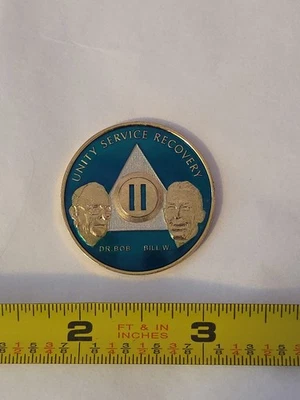 UNITY SERVICE RECOVERY
II
DR. BOB BILL W.
2 FT & IN 3
INCHES